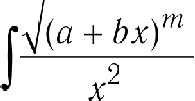 ∫ √(a + bx)^m / x^2